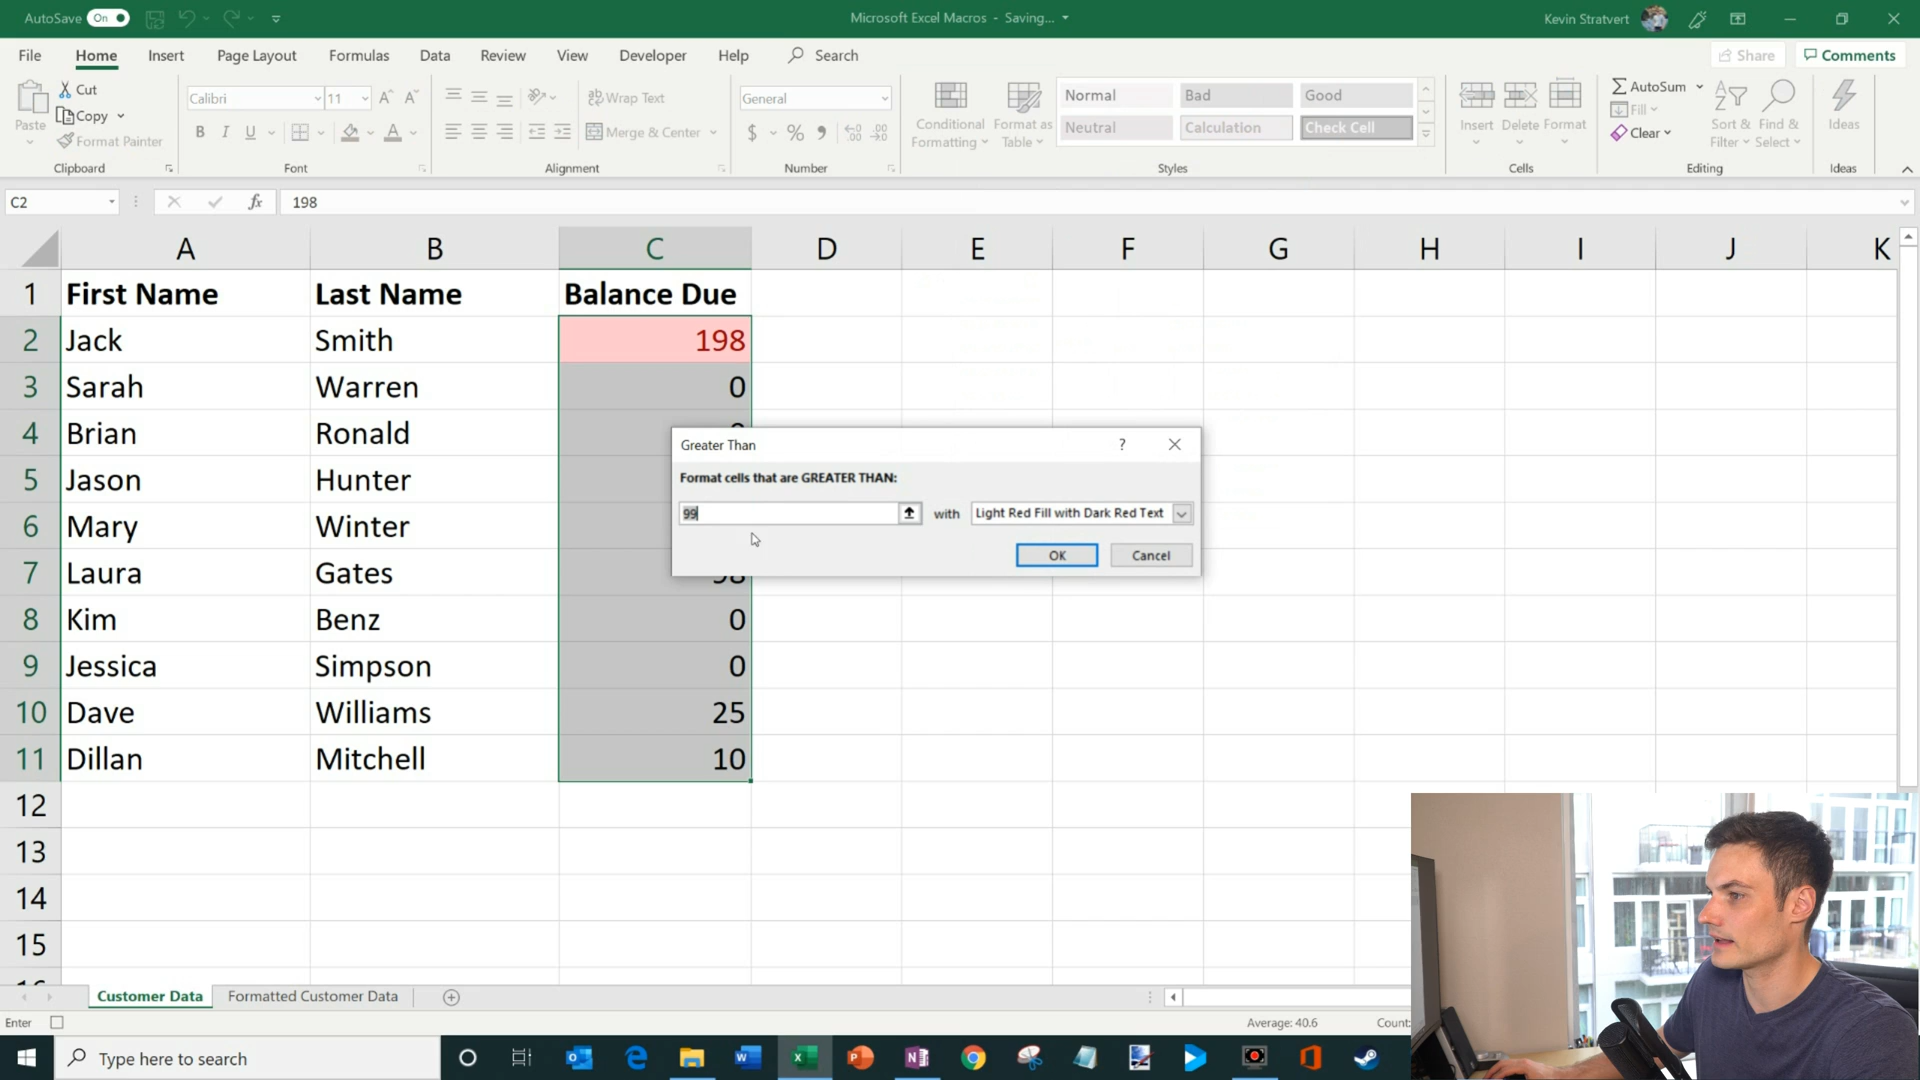 AutoSave On
Microsoft Excel Macros - Saving...
Kevin Stratvert
File Home Insert Page Layout Formulas Data Review View Developer Help Search
Share Comments
Paste
Cut
Copy
Format Painter
Clipboard
Calibri 11
B I U
Font
Wrap Text
Merge & Center
Alignment
General
$ % ,
Number
Conditional Formatting
Format as Table
Normal Bad Good
Neutral Calculation Check Cell
Styles
Insert Delete Format
Cells
AutoSum
Fill
Clear
Sort & Filter
Find & Select
Editing
Ideas
Ideas
C2 fx 198
A B C D E F G H I J K
1 First Name Last Name Balance Due
2 Jack Smith 198
3 Sarah Warren 0
4 Brian Ronald
5 Jason Hunter
6 Mary Winter
7 Laura Gates
8 Kim Benz 0
9 Jessica Simpson 0
10 Dave Williams 25
11 Dillan Mitchell 10
12
13
14
15
Greater Than ?
Format cells that are GREATER THAN:
99 with Light Red Fill with Dark Red Text
OK Cancel
Customer Data Formatted Customer Data
Enter
Average: 40.6 Count:
Type here to search